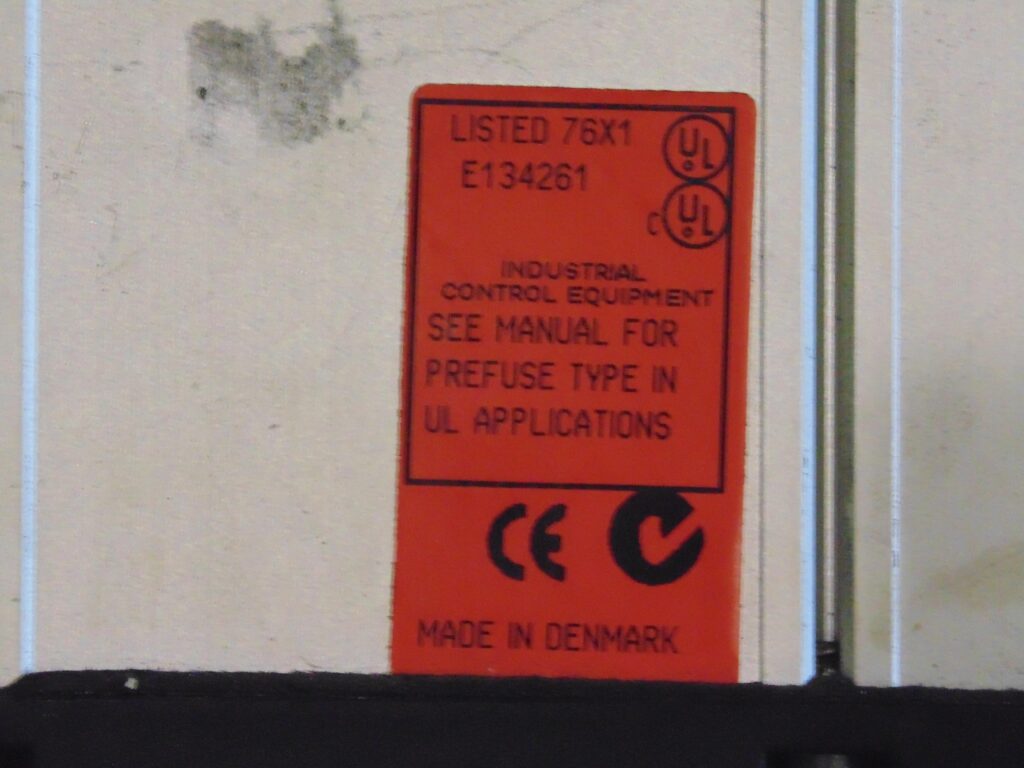 LISTED 76X1
E134261
UL
c UL
INDUSTRIAL
CONTROL EQUIPMENT
SEE MANUAL FOR
PREFUSE TYPE IN
UL APPLICATIONS
CE
MADE IN DENMARK